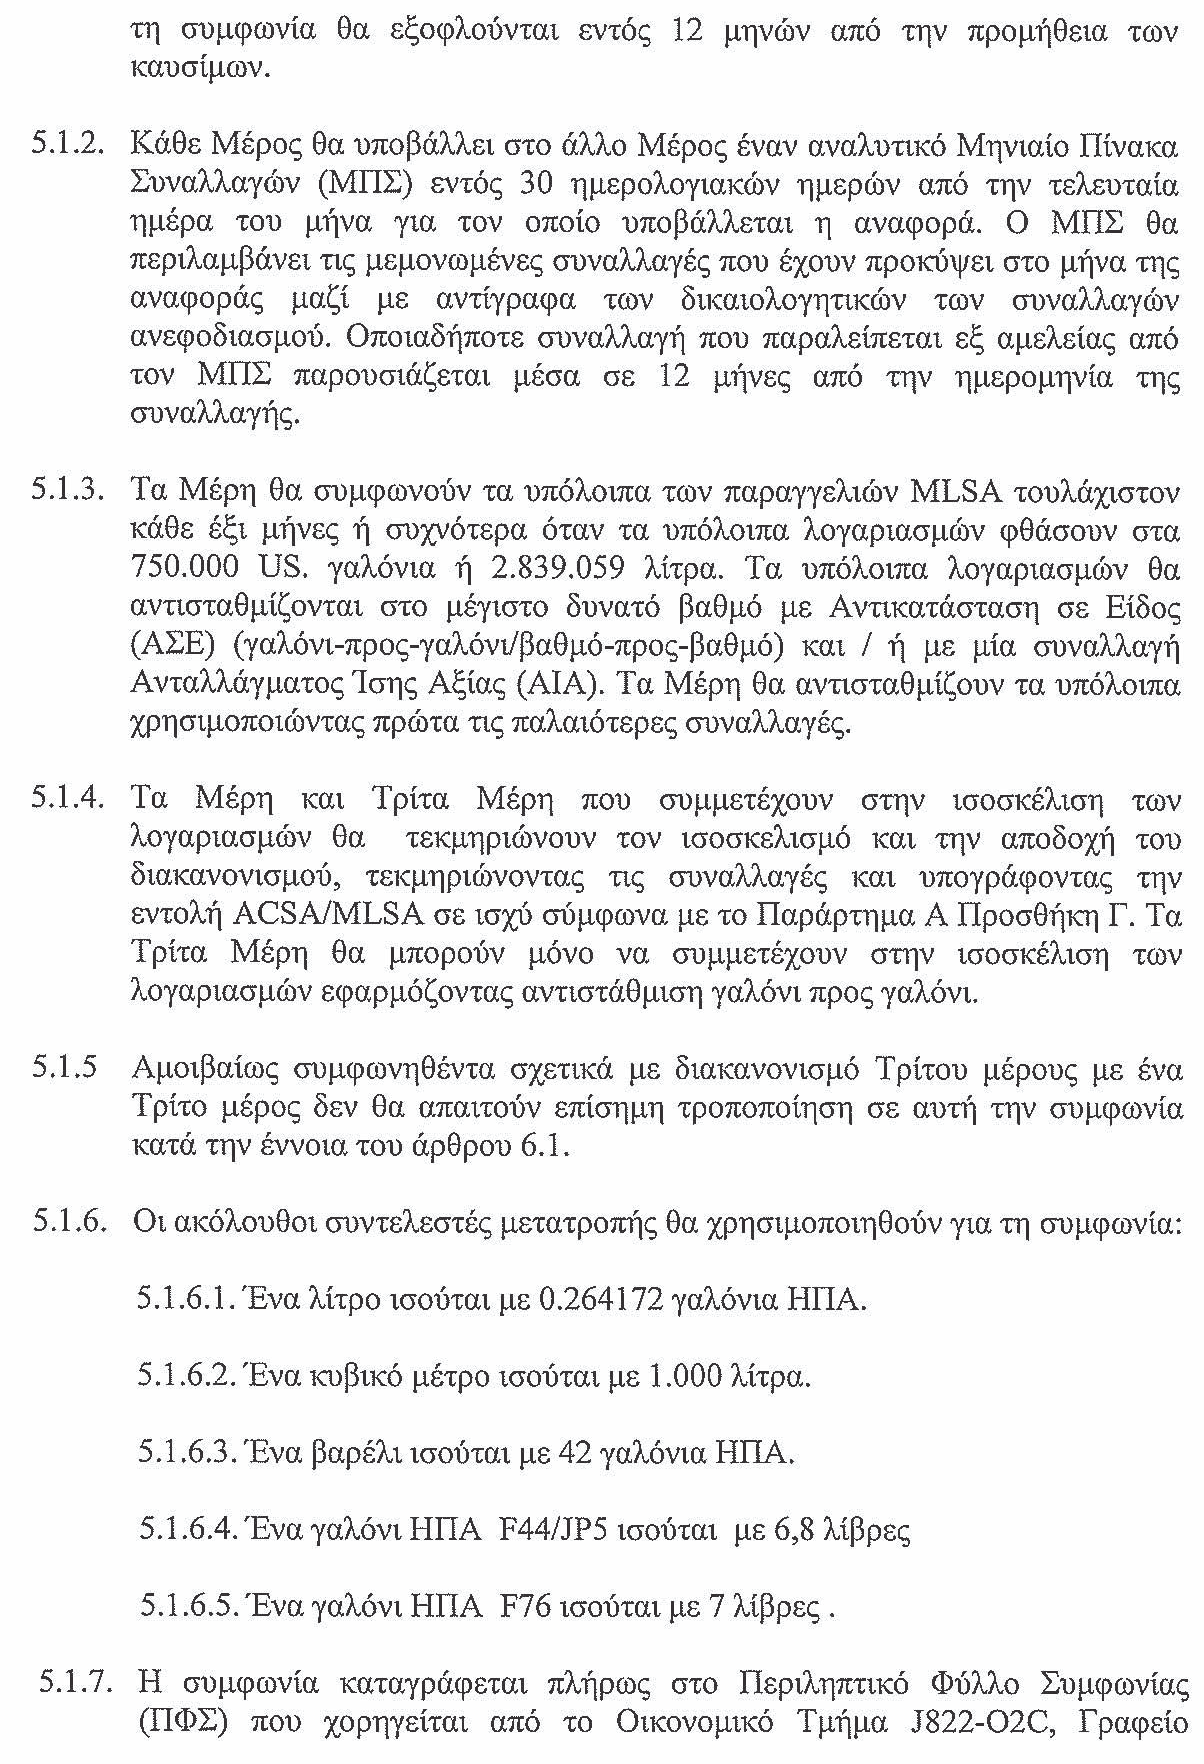 τη συμφωνία θα εξοφλούνται εντός 12 μηνών από την προμήθεια των
καυσίμων.
5.1.2. Κάθε Μέρος θα υποβάλλει στο άλλο Μέρος έναν αναλυτικό Μηνιαίο Πίνακα
Συναλλαγών (ΜΠΣ) εντός 30 ημερολογιακών ημερών από την τελευταία
ημέρα του μήνα για τον οποίο υποβάλλεται η αναφορά. Ο ΜΠΣ θα
περιλαμβάνει τις μεμονωμένες συναλλαγές που έχουν προκύψει στο μήνα της
αναφοράς μαζί με αντίγραφα των δικαιολογητικών των συναλλαγών
ανεφοδιασμού. Οποιαδήποτε συναλλαγή που παραλείπεται εξ αμελείας από
τον ΜΠΣ παρουσιάζεται μέσα σε 12 μήνες από την ημερομηνία της
συναλλαγής.
5.1.3. Τα Μέρη θα συμφωνούν τα υπόλοιπα των παραγγελιών MLSA τουλάχιστον
κάθε έξι μήνες ή συχνότερα όταν τα υπόλοιπα λογαριασμών φθάσουν στα
750.000 US. γαλόνια ή 2.839.059 λίτρα. Τα υπόλοιπα λογαριασμών θα
αντισταθμίζονται στο μέγιστο δυνατό βαθμό με Αντικατάσταση σε Είδος
(ΑΣΕ) (γαλόνι-προς-γαλόνι/βαθμό-προς-βαθμό) και / ή με μία συναλλαγή
Ανταλλάγματος Ίσης Αξίας (ΑΙΑ). Τα Μέρη θα αντισταθμίζουν τα υπόλοιπα
χρησιμοποιώντας πρώτα τις παλαιότερες συναλλαγές.
5.1.4. Τα Μέρη και Τρίτα Μέρη που συμμετέχουν στην ισοσκέλιση των
λογαριασμών θα τεκμηριώνουν τον ισοσκελισμό και την αποδοχή του
διακανονισμού, τεκμηριώνοντας τις συναλλαγές και υπογράφοντας την
εντολή ACSA/MLSA σε ισχύ σύμφωνα με το Παράρτημα Α Προσθήκη Γ. Τα
Τρίτα Μέρη θα μπορούν μόνο να συμμετέχουν στην ισοσκέλιση των
λογαριασμών εφαρμόζοντας αντιστάθμιση γαλόνι προς γαλόνι.
5.1.5 Αμοιβαίως συμφωνηθέντα σχετικά με διακανονισμό Τρίτου μέρους με ένα
Τρίτο μέρος δεν θα απαιτούν επίσημη τροποποίηση σε αυτή την συμφωνία
κατά την έννοια του άρθρου 6.1.
5.1.6. Οι ακόλουθοι συντελεστές μετατροπής θα χρησιμοποιηθούν για τη συμφωνία:
5.1.6.1. Ένα λίτρο ισούται με 0.264172 γαλόνια ΗΠΑ.
5.1.6.2. Ένα κυβικό μέτρο ισούται με 1.000 λίτρα.
5.1.6.3. Ένα βαρέλι ισούται με 42 γαλόνια ΗΠΑ.
5.1.6.4. Ένα γαλόνι ΗΠΑ F44/JP5 ισούται με 6,8 λίβρες
5.1.6.5. Ένα γαλόνι ΗΠΑ F76 ισούται με 7 λίβρες .
5.1.7. Η συμφωνία καταγράφεται πλήρως στο Περιληπτικό Φύλλο Συμφωνίας
(ΠΦΣ) που χορηγείται από το Οικονομικό Τμήμα J822-O2C, Γραφείο